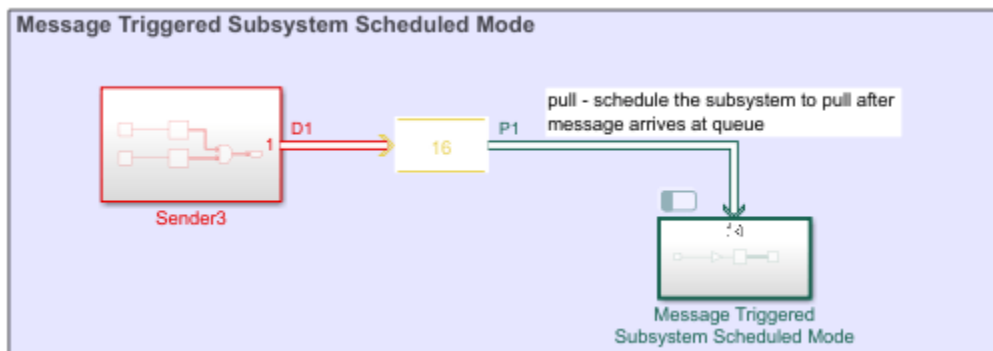 Message Triggered Subsystem Scheduled Mode
pull - schedule the subsystem to pull after
message arrives at queue
D1
P1
1
16
Sender3
Message Triggered
Subsystem Scheduled Mode